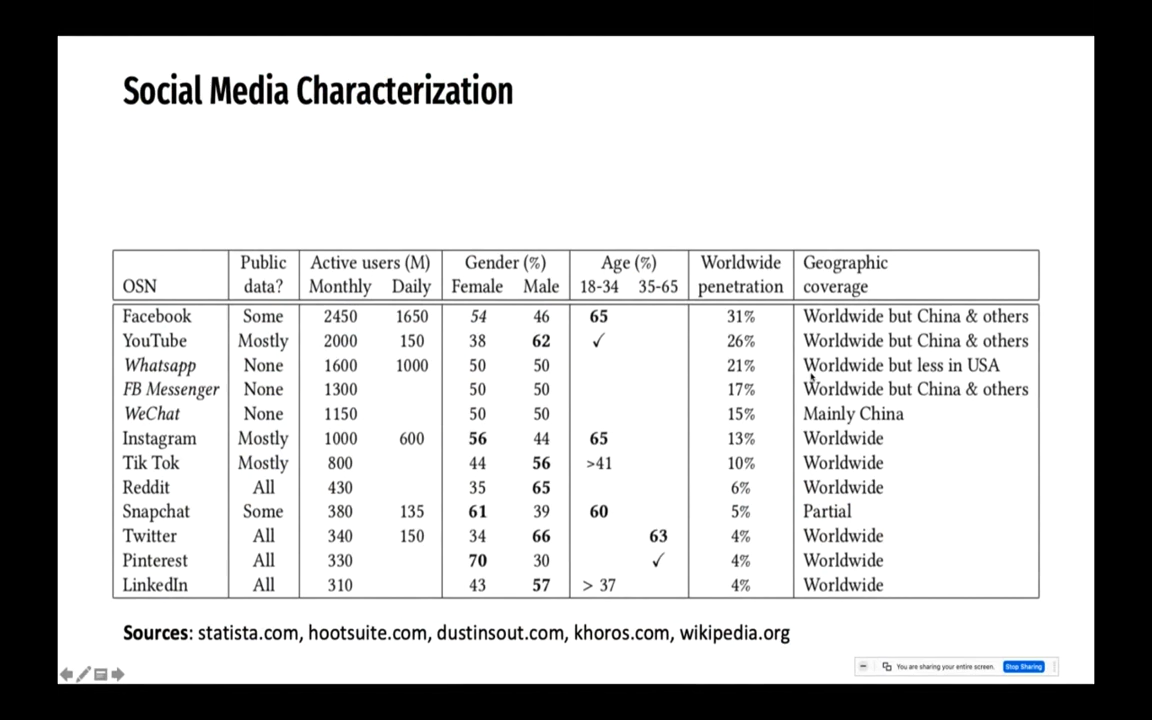 Social Media Characterization
Public Active users (M) Gender (%) Age (%) Worldwide Geographic
OSN data? Monthly Daily Female Male 18-34 35-65 penetration coverage
Facebook Some 2450 1650 54 46 65 31% Worldwide but China & others
YouTube Mostly 2000 150 38 62 ✓ 26% Worldwide but China & others
Whatsapp None 1600 1000 50 50 21% Worldwide but less in USA
FB Messenger None 1300 50 50 17% Worldwide but China & others
WeChat None 1150 50 50 15% Mainly China
Instagram Mostly 1000 600 56 44 65 13% Worldwide
Tik Tok Mostly 800 44 56 >41 10% Worldwide
Reddit All 430 35 65 6% Worldwide
Snapchat Some 380 135 61 39 60 5% Partial
Twitter All 340 150 34 66 63 4% Worldwide
Pinterest All 330 70 30 ✓ 4% Worldwide
LinkedIn All 310 43 57 > 37 4% Worldwide
Sources: statista.com, hootsuite.com, dustinsout.com, khoros.com, wikipedia.org
You are sharing your entire screen. Stop Sharing